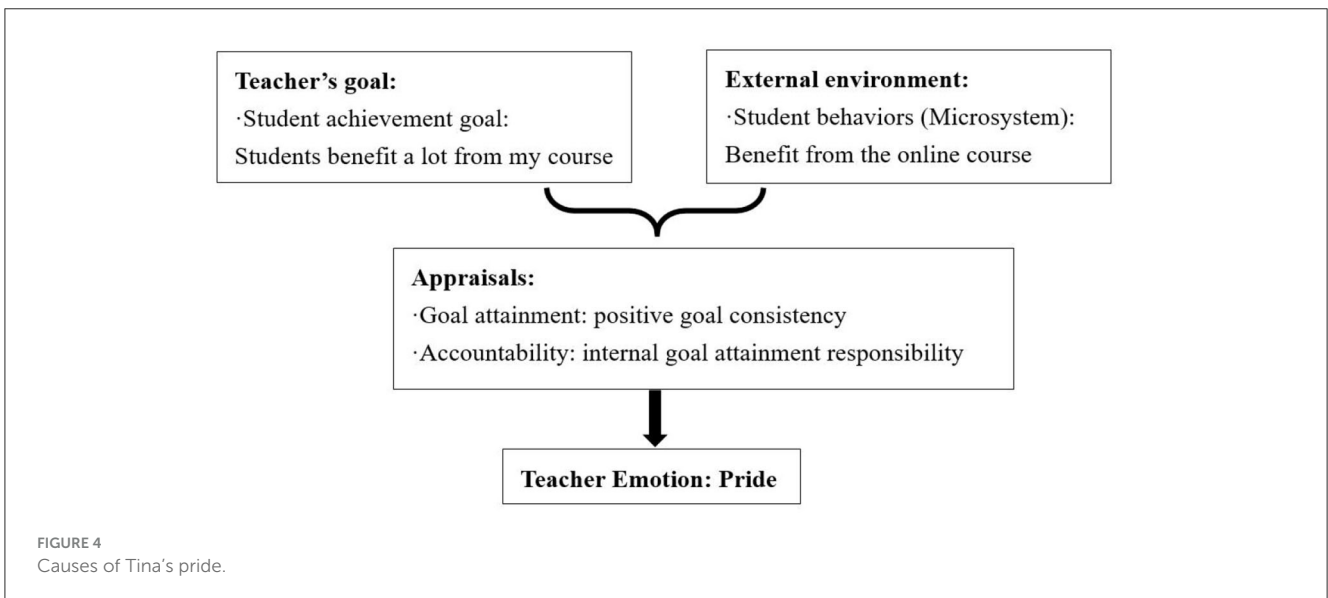 Teacher’s goal:
·Student achievement goal:
Students benefit a lot from my course
External environment:
·Student behaviors (Microsystem):
Benefit from the online course
Appraisals:
·Goal attainment: positive goal consistency
·Accountability: internal goal attainment responsibility
Teacher Emotion: Pride
FIGURE 4
Causes of Tina’s pride.